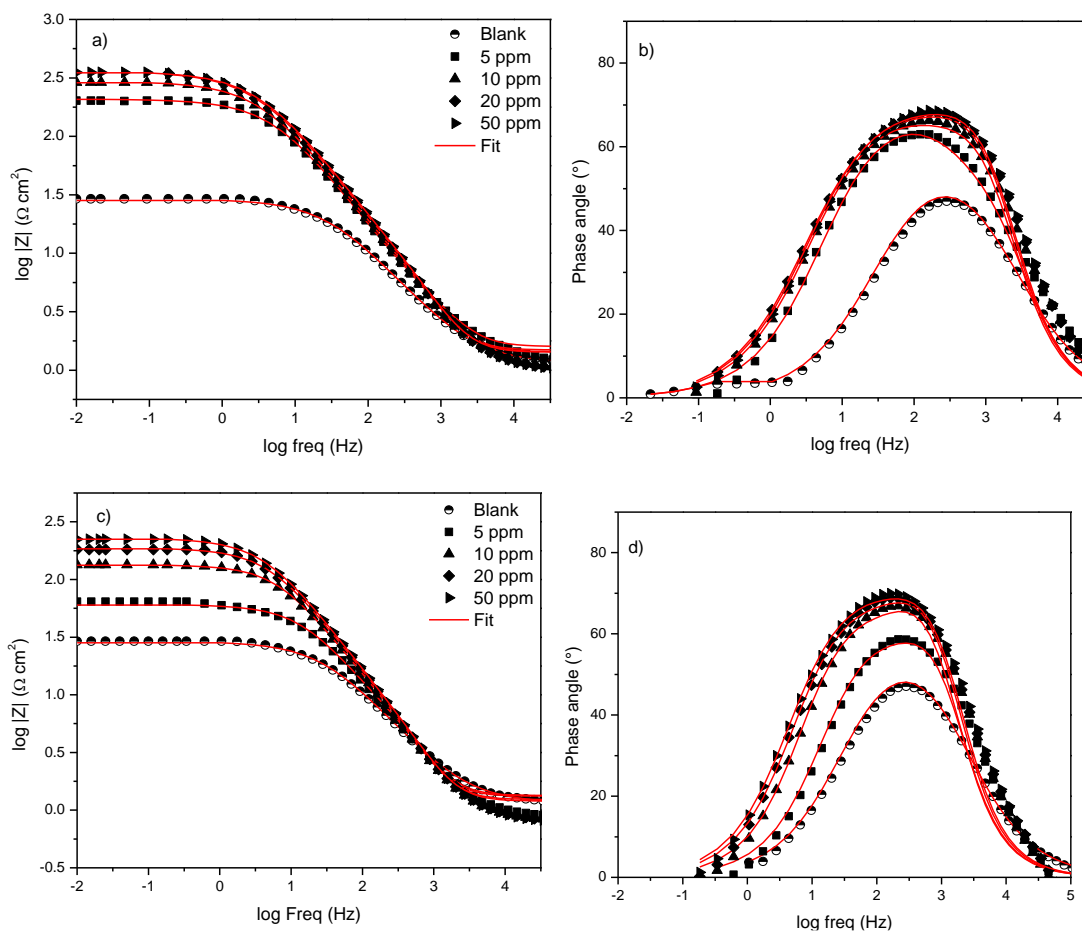 a)
Blank
5 ppm
10 ppm
20 ppm
50 ppm
Fit
log |Z| (Ω cm2)
3.0
2.5
2.0
1.5
1.0
0.5
0.0
-2 -1 0 1 2 3 4
log freq (Hz)
b)
Phase angle (°)
80
60
40
20
0
-2 -1 0 1 2 3 4
log freq (Hz)
c)
Blank
5 ppm
10 ppm
20 ppm
50 ppm
Fit
log |Z| (Ω cm2)
2.5
2.0
1.5
1.0
0.5
0.0
-0.5
-2 -1 0 1 2 3 4
log Freq (Hz)
d)
Phase angle (°)
80
60
40
20
0
-2 -1 0 1 2 3 4 5
log freq (Hz)